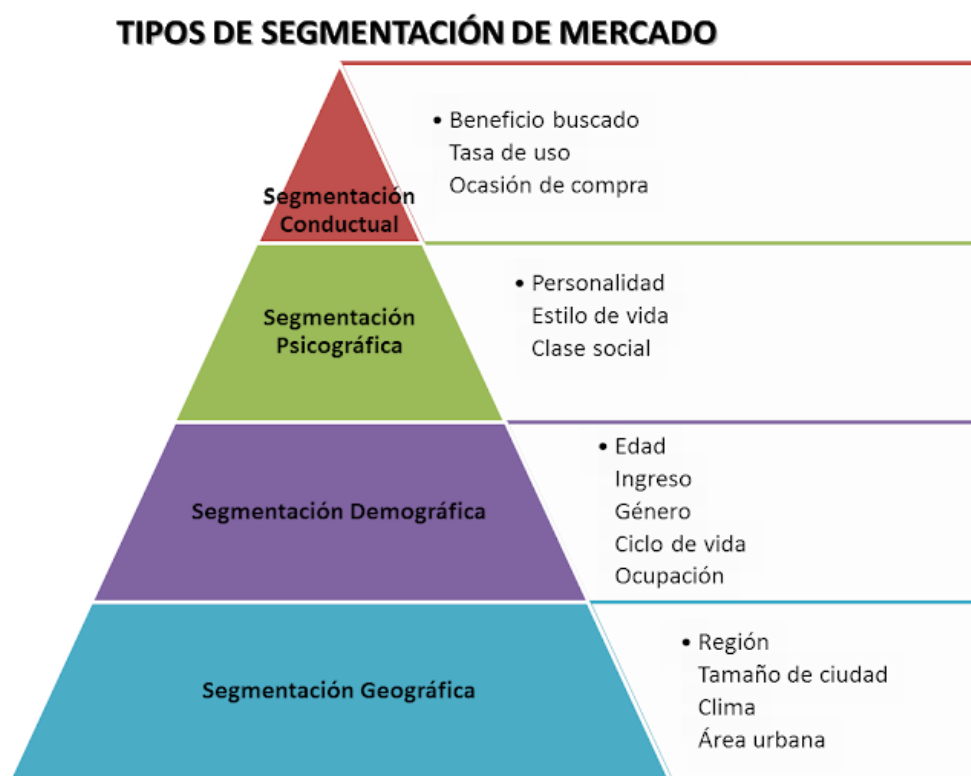 TIPOS DE SEGMENTACIÓN DE MERCADO
Segmentación
Conductual
• Beneficio buscado
Tasa de uso
Ocasión de compra
Segmentación
Psicográfica
• Personalidad
Estilo de vida
Clase social
Segmentación Demográfica
• Edad
Ingreso
Género
Ciclo de vida
Ocupación
Segmentación Geográfica
• Región
Tamaño de ciudad
Clima
Área urbana